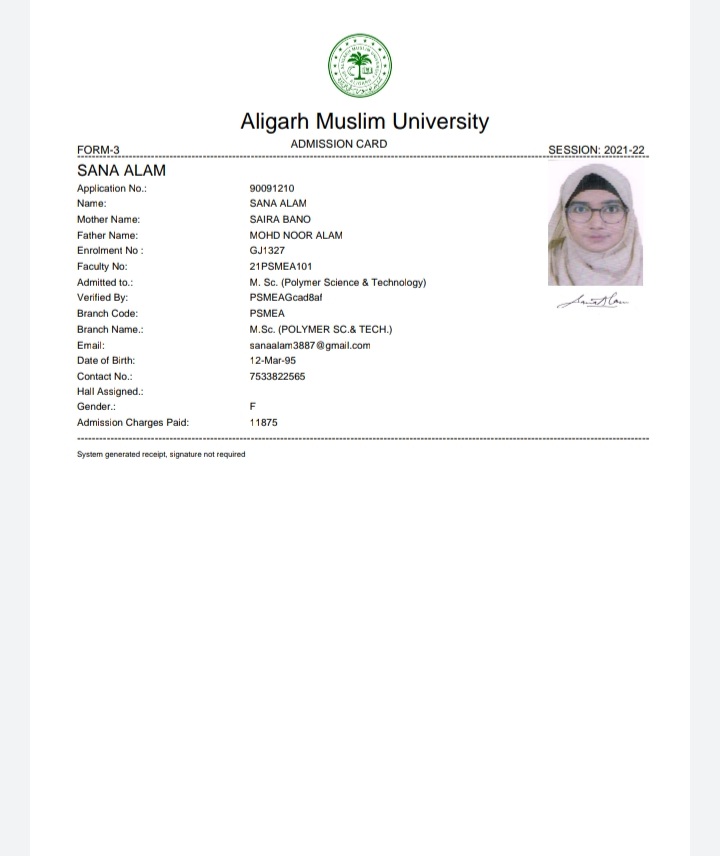 Aligarh Muslim University
ADMISSION CARD
FORM-3 SESSION: 2021-22
SANA ALAM
Application No.: 90091210
Name: SANA ALAM
Mother Name: SAIRA BANO
Father Name: MOHD NOOR ALAM
Enrolment No : GJ1327
Faculty No: 21PSMEA101
Admitted to.: M. Sc. (Polymer Science & Technology)
Verified By: PSMEAGcad8af
Branch Code: PSMEA
Branch Name.: M.Sc. (POLYMER SC.& TECH.)
Email: sanaalam3887@gmail.com
Date of Birth: 12-Mar-95
Contact No.: 7533822565
Hall Assigned.:
Gender.: F
Admission Charges Paid: 11875
System generated receipt, signature not required